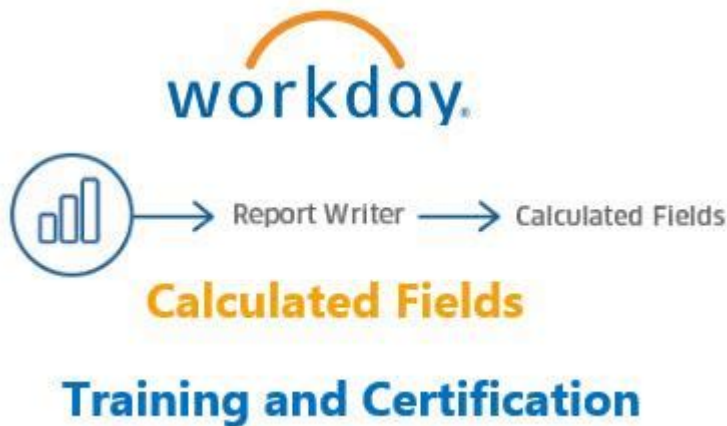 workday®
Report Writer
Calculated Fields
Calculated Fields
Training and Certification